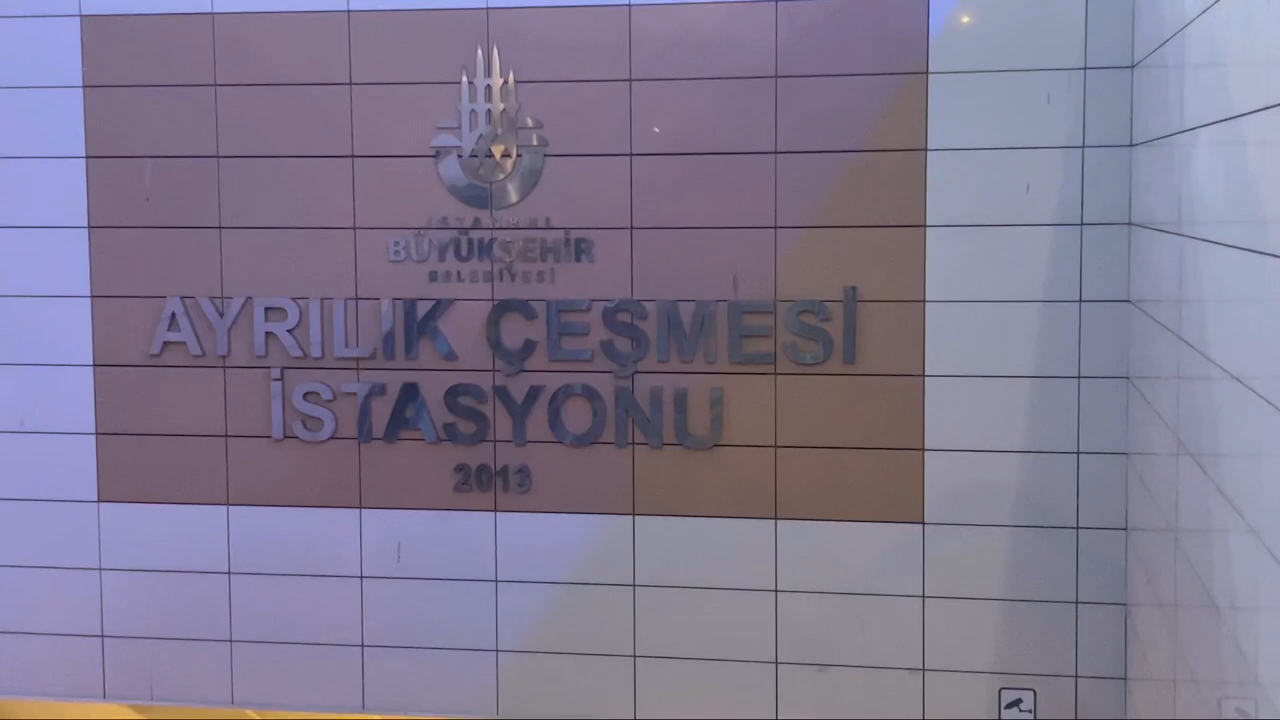 İSTANBUL
BÜYÜKŞEHİR
BELEDİYESİ
AYRILIK ÇEŞMESİ
İSTASYONU
2013